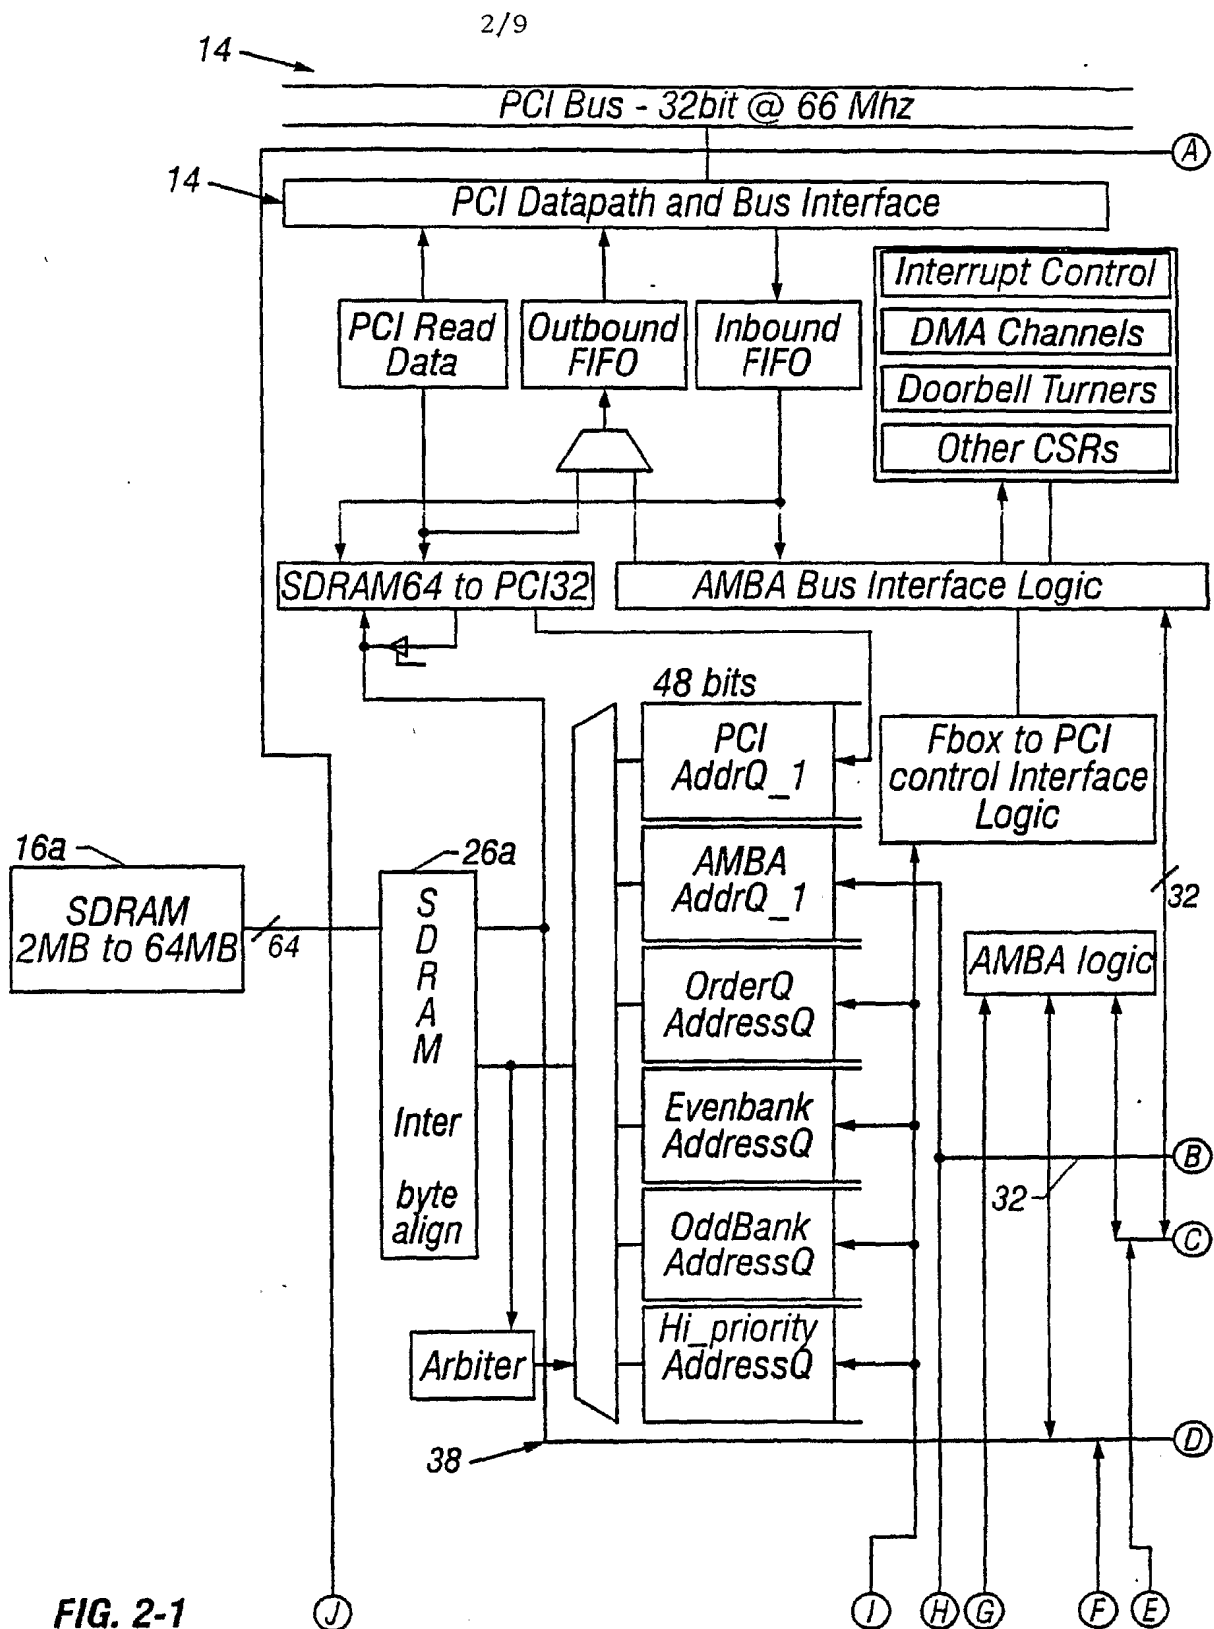 2/9
14
PCI Bus - 32bit @ 66 Mhz
A
14
PCI Datapath and Bus Interface
Interrupt Control
DMA Channels
Doorbell Turners
Other CSRs
PCI Read
Data
Outbound
FIFO
Inbound
FIFO
SDRAM64 to PCI32
AMBA Bus Interface Logic
48 bits
PCI
AddrQ_1
Fbox to PCI
control Interface
Logic
16a
SDRAM
2MB to 64MB
64
26a
S
D
R
A
M
Inter
byte
align
AMBA
AddrQ_1
32
AMBA logic
OrderQ
AddressQ
Evenbank
AddressQ
B
32
OddBank
AddressQ
C
Hi_priority
AddressQ
Arbiter
38
D
FIG. 2-1
J
I
H
G
F
E